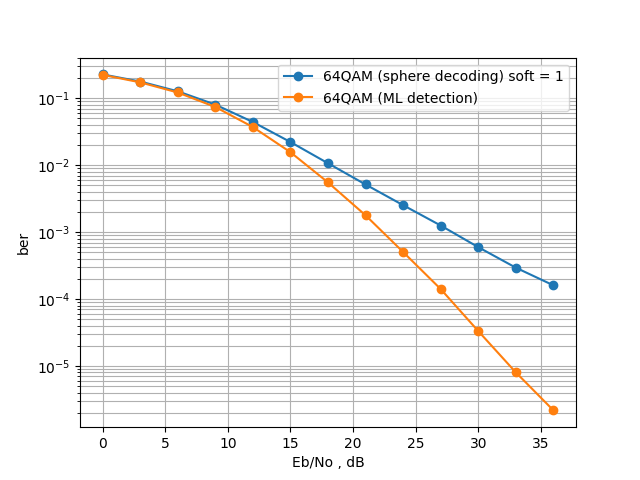 64QAM (sphere decoding) soft = 1
64QAM (ML detection)
10⁻¹
10⁻²
10⁻³
10⁻⁴
10⁻⁵
ber
0 5 10 15 20 25 30 35
Eb/No , dB